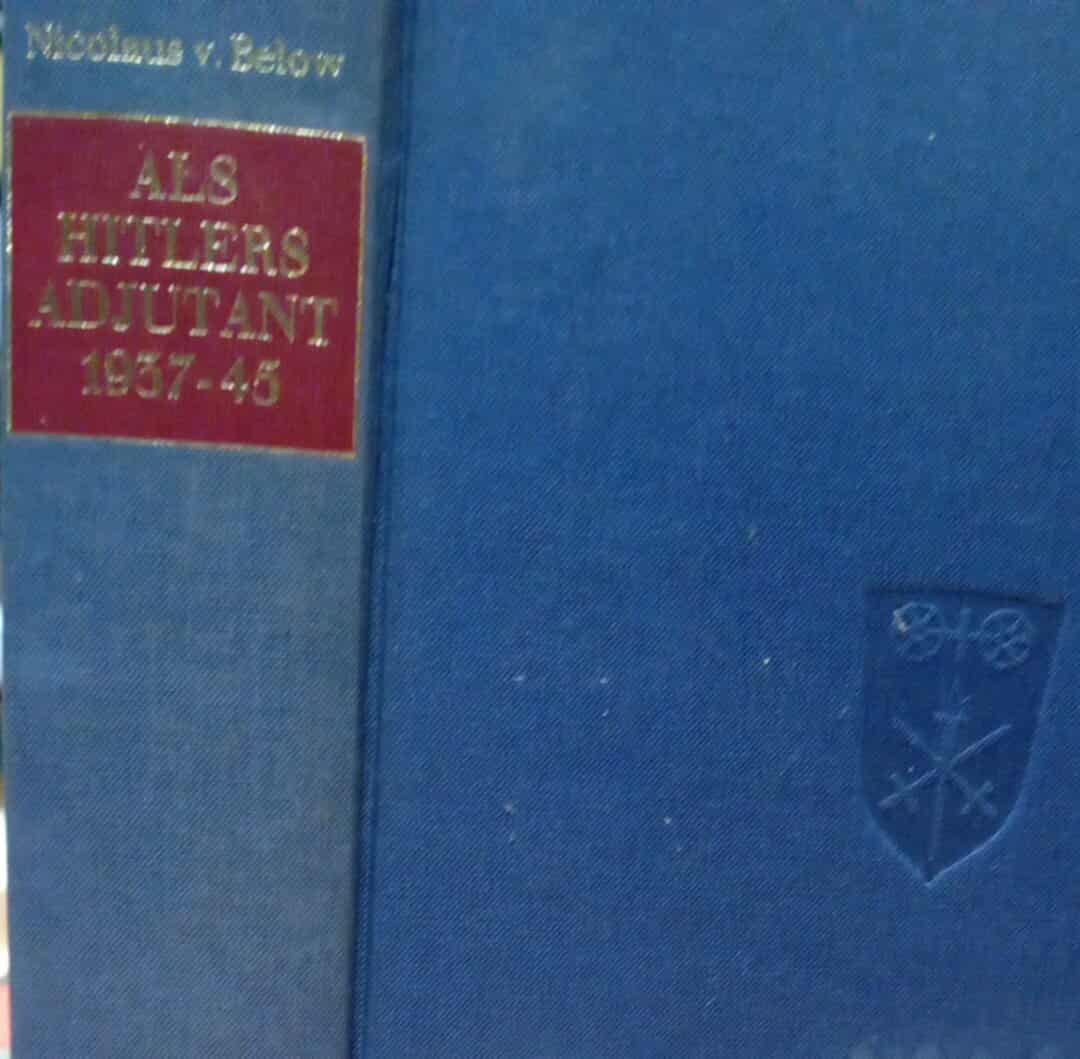 Nicolaus v. Below
ALS
HITLERS
ADJUTANT
1937-45